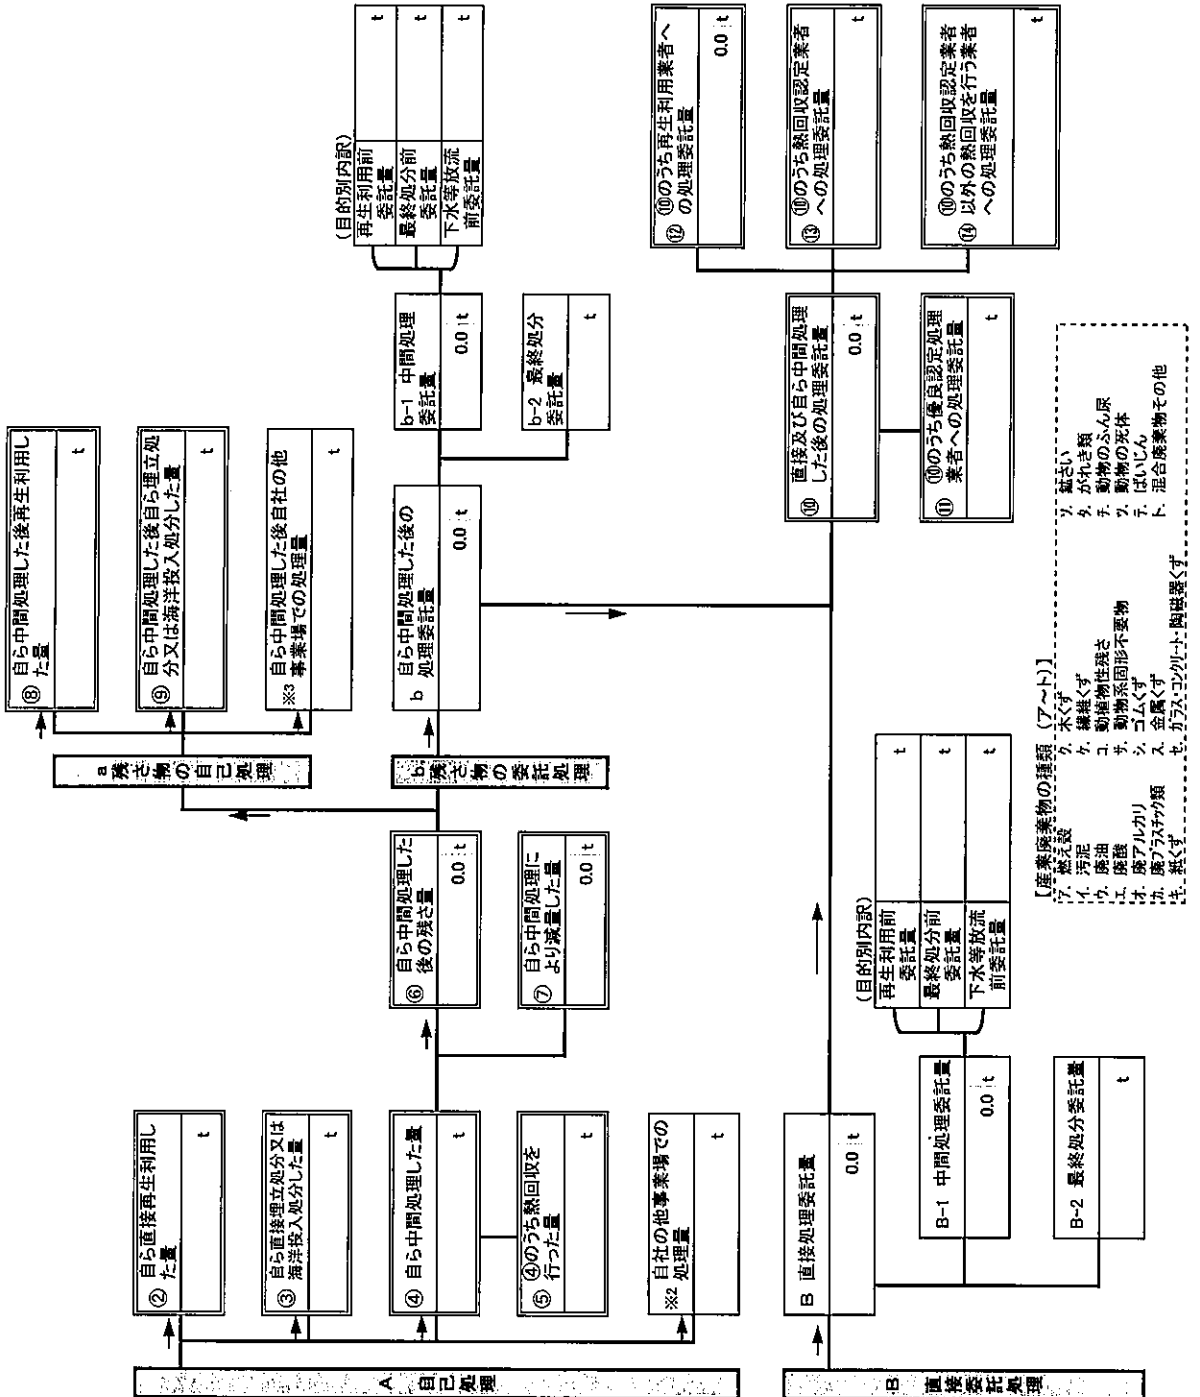 A 自己処理
② 自ら直接再生利用し
た量
t
③ 自ら直接埋立処分又は
海洋投入処分した量
t
④ 自ら中間処理した量
t
⑤ ④のうち熱回収を
行った量
t
※2 自社の他事業場での
処理量
t
⑥ 自ら中間処理した
後の残さ量
0.0 t
⑦ 自ら中間処理に
より減量した量
0.0 t
a 残さ物の自己処理
⑧ 自ら中間処理した後再生利用し
た量
t
⑨ 自ら中間処理した後自ら埋立処
分又は海洋投入処分した量
t
※3 自ら中間処理した後自社の他
事業場での処理量
t
b 残さ物の委託処理
b 自ら中間処理した後の
処理委託量
0.0 t
b-1 中間処理
委託量
0.0 t
b-2 最終処分
委託量
t
(目的別内訳)
再生利用前
委託量
t
最終処分前
委託量
t
下水等放流
前委託量
t
B 直接委託処理
B 直接処理委託量
0.0 t
B-1 中間処理委託量
0.0 t
B-2 最終処分委託量
t
(目的別内訳)
再生利用前
委託量
t
最終処分前
委託量
t
下水等放流
前委託量
t
⑩ 直接及び自ら中間処理
した後の処理委託量
0.0 t
⑪ ⑩のうち優良認定処理
業者への処理委託量
t
⑫ ⑩のうち再生利用業者へ
の処理委託量
0.0 t
⑬ ⑩のうち熱回収認定業者
への処理委託量
t
⑭ ⑩のうち熱回収認定業者
以外の熱回収を行う業者
への処理委託量
t
【産業廃棄物の種類(ア~ト)】
ア. 燃え殻 ク. 木くず ソ. 鉱さい
イ. 汚泥 ケ. 繊維くず タ. がれき類
ウ. 廃油 コ. 動植物性残さ チ. 動物のふん尿
エ. 廃酸 サ. 動物系固形不要物 ツ. 動物の死体
オ. 廃アルカリ シ. ゴムくず テ. ばいじん
カ. 廃プラスチック類 ス. 金属くず ト. 混合廃棄物その他
キ. 紙くず セ. ガラス・コンクリート・陶磁器くず